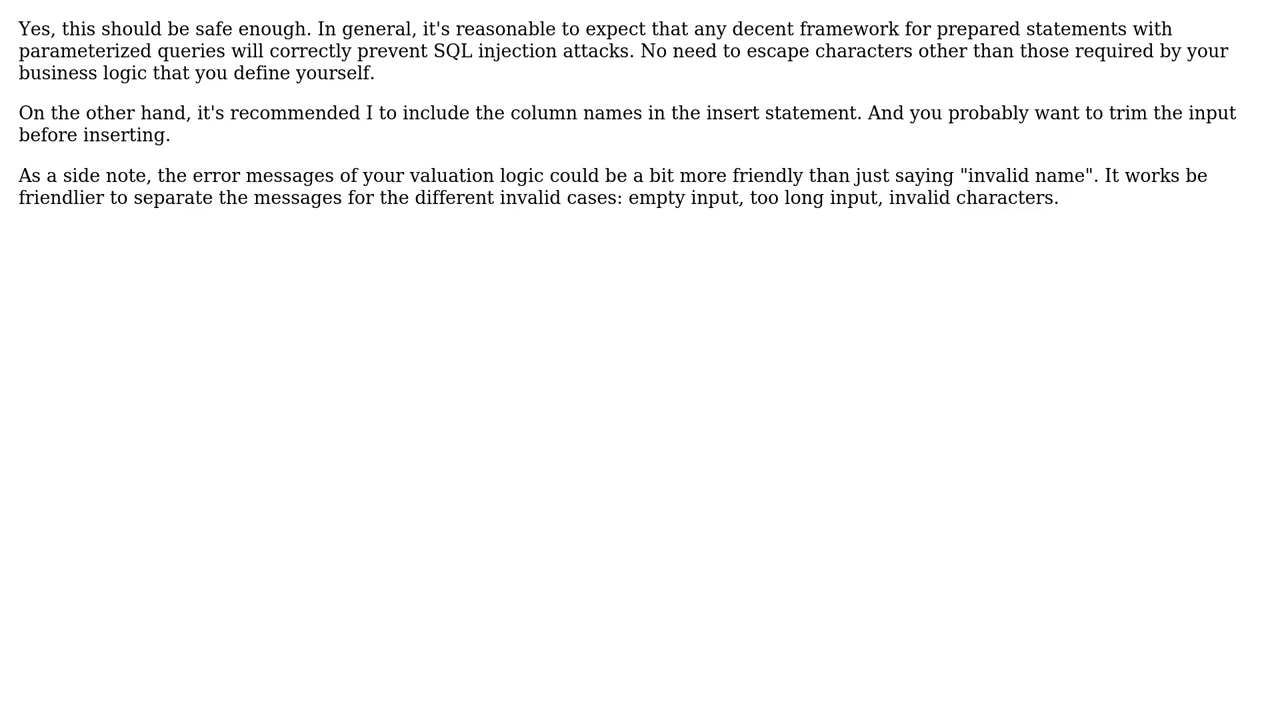 Yes, this should be safe enough. In general, it's reasonable to expect that any decent framework for prepared statements with
parameterized queries will correctly prevent SQL injection attacks. No need to escape characters other than those required by your
business logic that you define yourself.
On the other hand, it's recommended I to include the column names in the insert statement. And you probably want to trim the input
before inserting.
As a side note, the error messages of your valuation logic could be a bit more friendly than just saying "invalid name". It works be
friendlier to separate the messages for the different invalid cases: empty input, too long input, invalid characters.